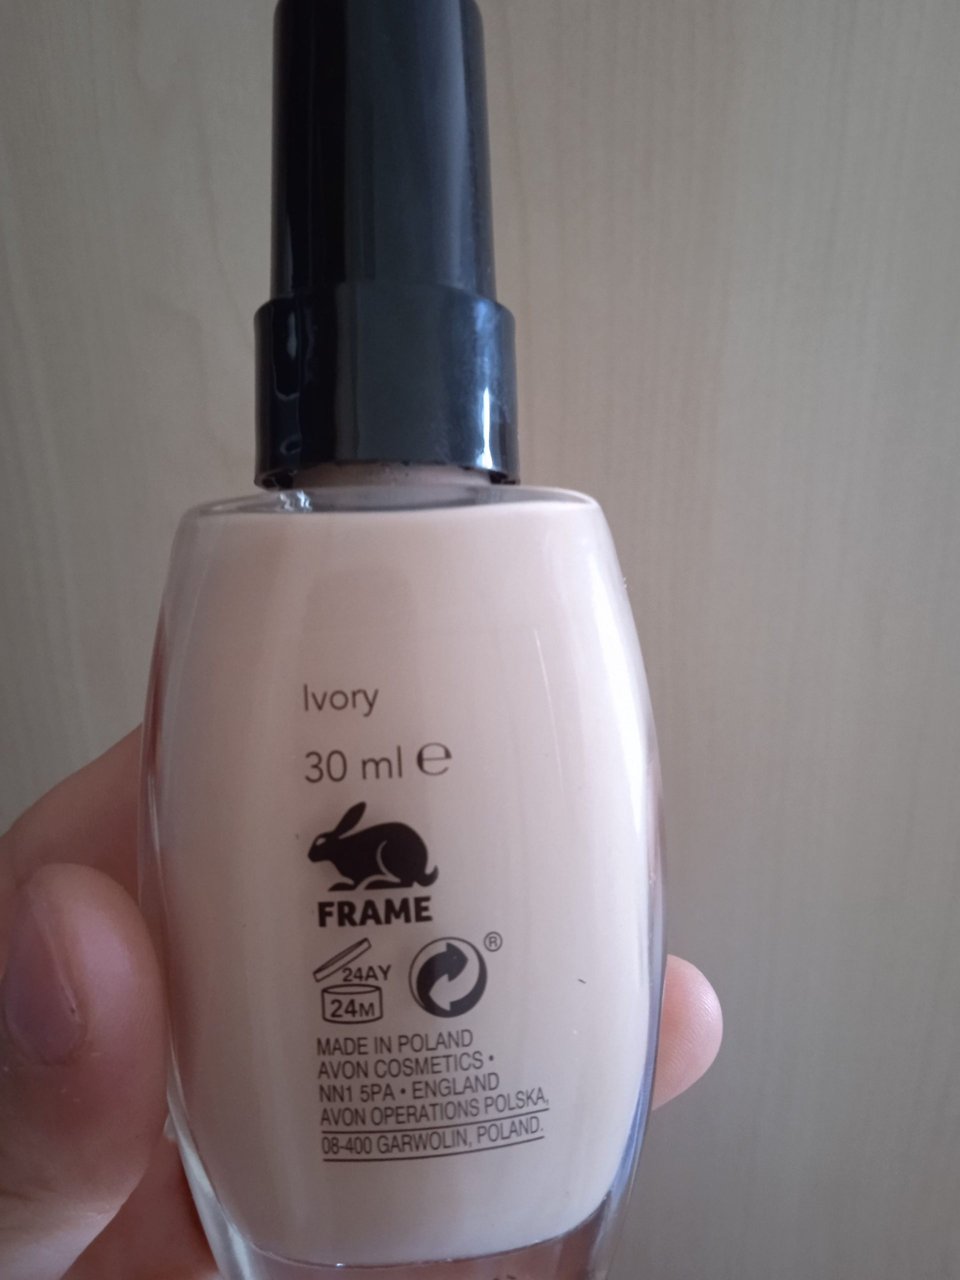 Ivory
30 ml ℮
FRAME
®
24AY
24M
MADE IN POLAND
AVON COSMETICS •
NN1 5PA • ENGLAND
AVON OPERATIONS POLSKA,
08-400 GARWOLIN, POLAND.